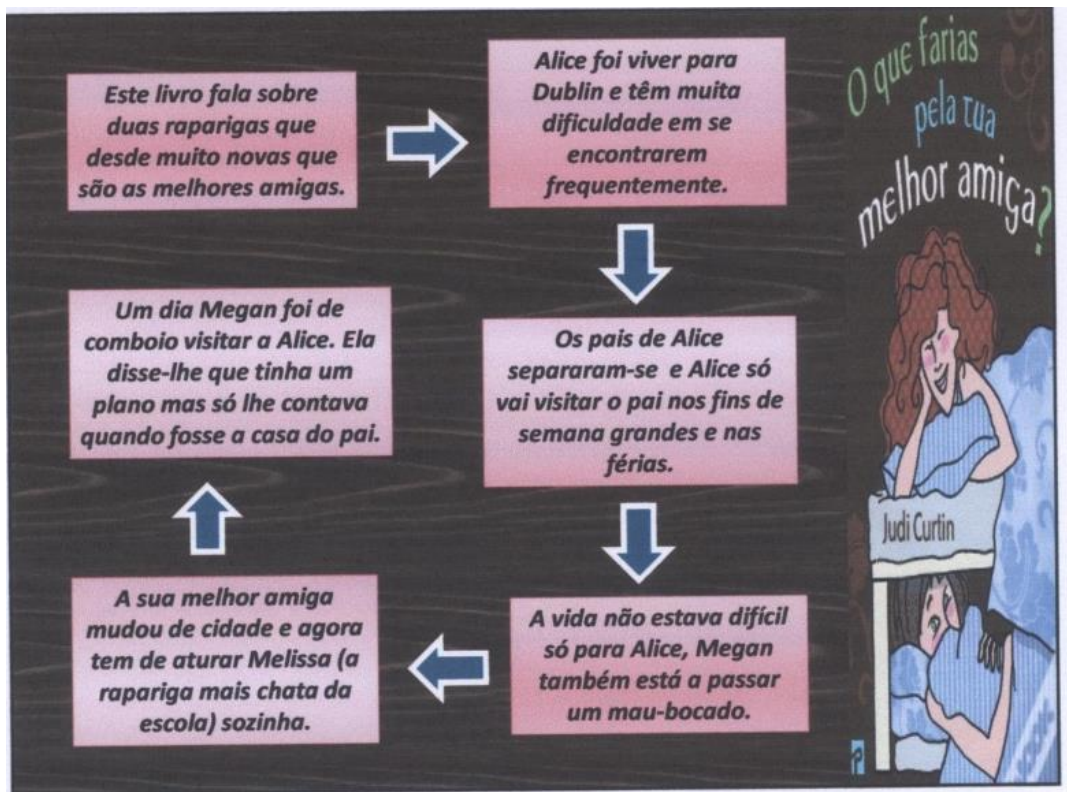 Este livro fala sobre
duas raparigas que
desde muito novas que
são as melhores amigas.
Alice foi viver para
Dublin e têm muita
dificuldade em se
encontrarem
frequentemente.
Os pais de Alice
separaram-se e Alice só
vai visitar o pai nos fins de
semana grandes e nas
férias.
A vida não estava difícil
só para Alice, Megan
também está a passar
um mau-bocado.
A sua melhor amiga
mudou de cidade e agora
tem de aturar Melissa (a
rapariga mais chata da
escola) sozinha.
Um dia Megan foi de
comboio visitar a Alice. Ela
disse-lhe que tinha um
plano mas só lhe contava
quando fosse a casa do pai.
O que farias
pela tua
melhor amiga?
Judi Curtin